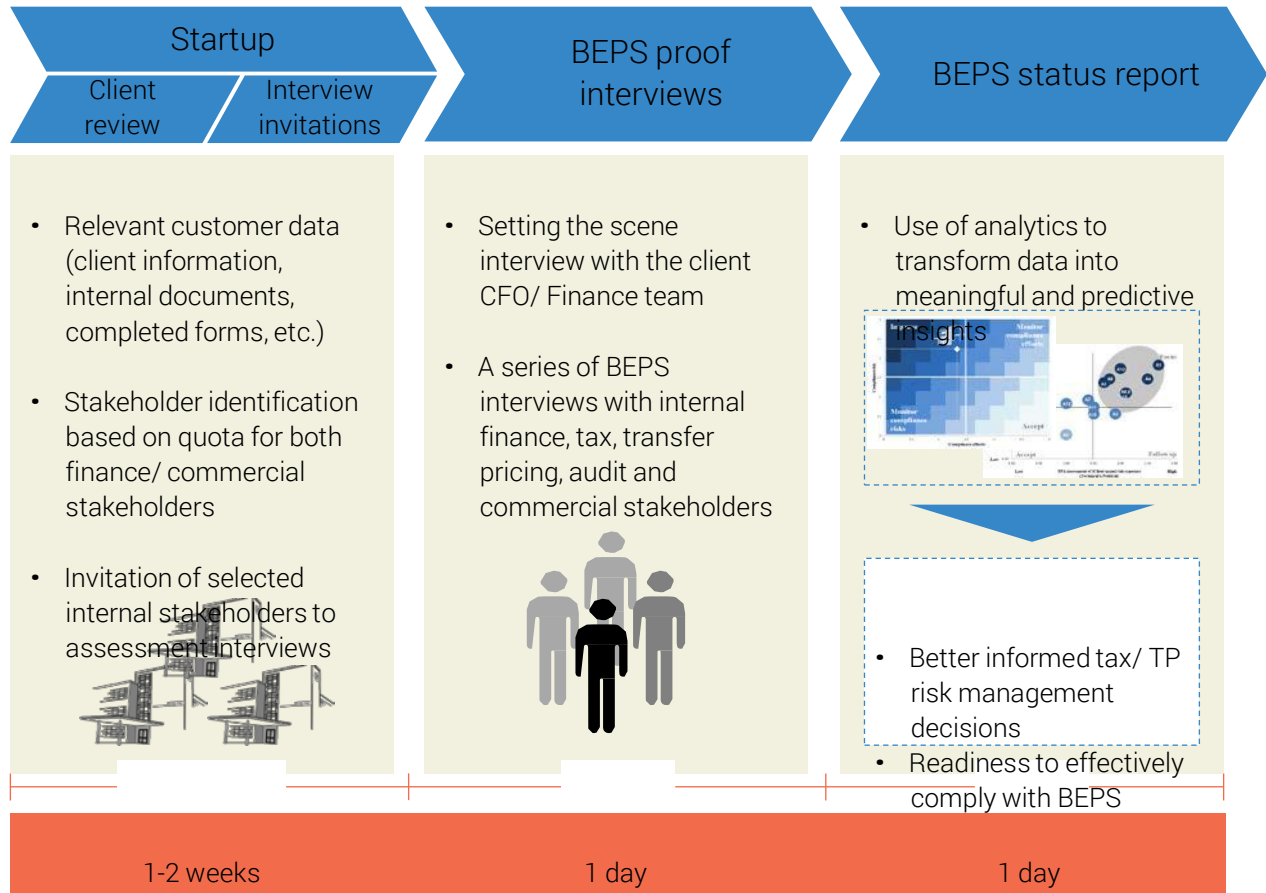 Startup
Client
review
Interview
invitations
BEPS proof
interviews
BEPS status report
• Relevant customer data
(client information,
internal documents,
completed forms, etc.)
• Stakeholder identification
based on quota for both
finance/ commercial
stakeholders
• Invitation of selected
internal stakeholders to
assessment interviews
• Setting the scene
interview with the client
CFO/ Finance team
• A series of BEPS
interviews with internal
finance, tax, transfer
pricing, audit and
commercial stakeholders
• Use of analytics to
transform data into
meaningful and predictive
insights
Monitor
compliance
efforts
Monitor
compliance
risks
Accept
Compliance efforts
Focus
Accept
Follow up
Low
Low
High
• Better informed tax/ TP
risk management
decisions
• Readiness to effectively
comply with BEPS
1-2 weeks
1 day
1 day